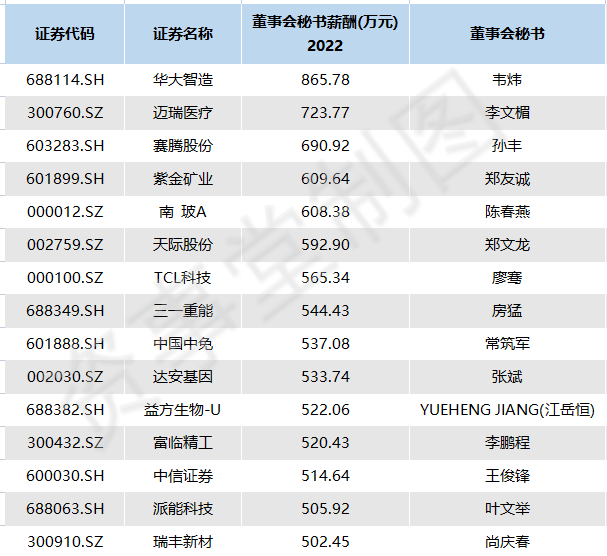 证券代码 证券名称 董事会秘书薪酬(万元) 2022 董事会秘书
688114.SH 华大智造 865.78 韦炜
300760.SZ 迈瑞医疗 723.77 李文楣
603283.SH 赛腾股份 690.92 孙丰
601899.SH 紫金矿业 609.64 郑友诚
000012.SZ 南 玻A 608.38 陈春燕
002759.SZ 天际股份 592.90 郑文龙
000100.SZ TCL科技 565.34 廖骞
688349.SH 三一重能 544.43 房猛
601888.SH 中国中免 537.08 常筑军
002030.SZ 达安基因 533.74 张斌
688382.SH 益方生物-U 522.06 YUEHENG JIANG(江岳恒)
300432.SZ 富临精工 520.43 李鹏程
600030.SH 中信证券 514.64 王俊锋
688063.SH 派能科技 505.92 叶文举
300910.SZ 瑞丰新材 502.45 尚庆春
资事堂制图